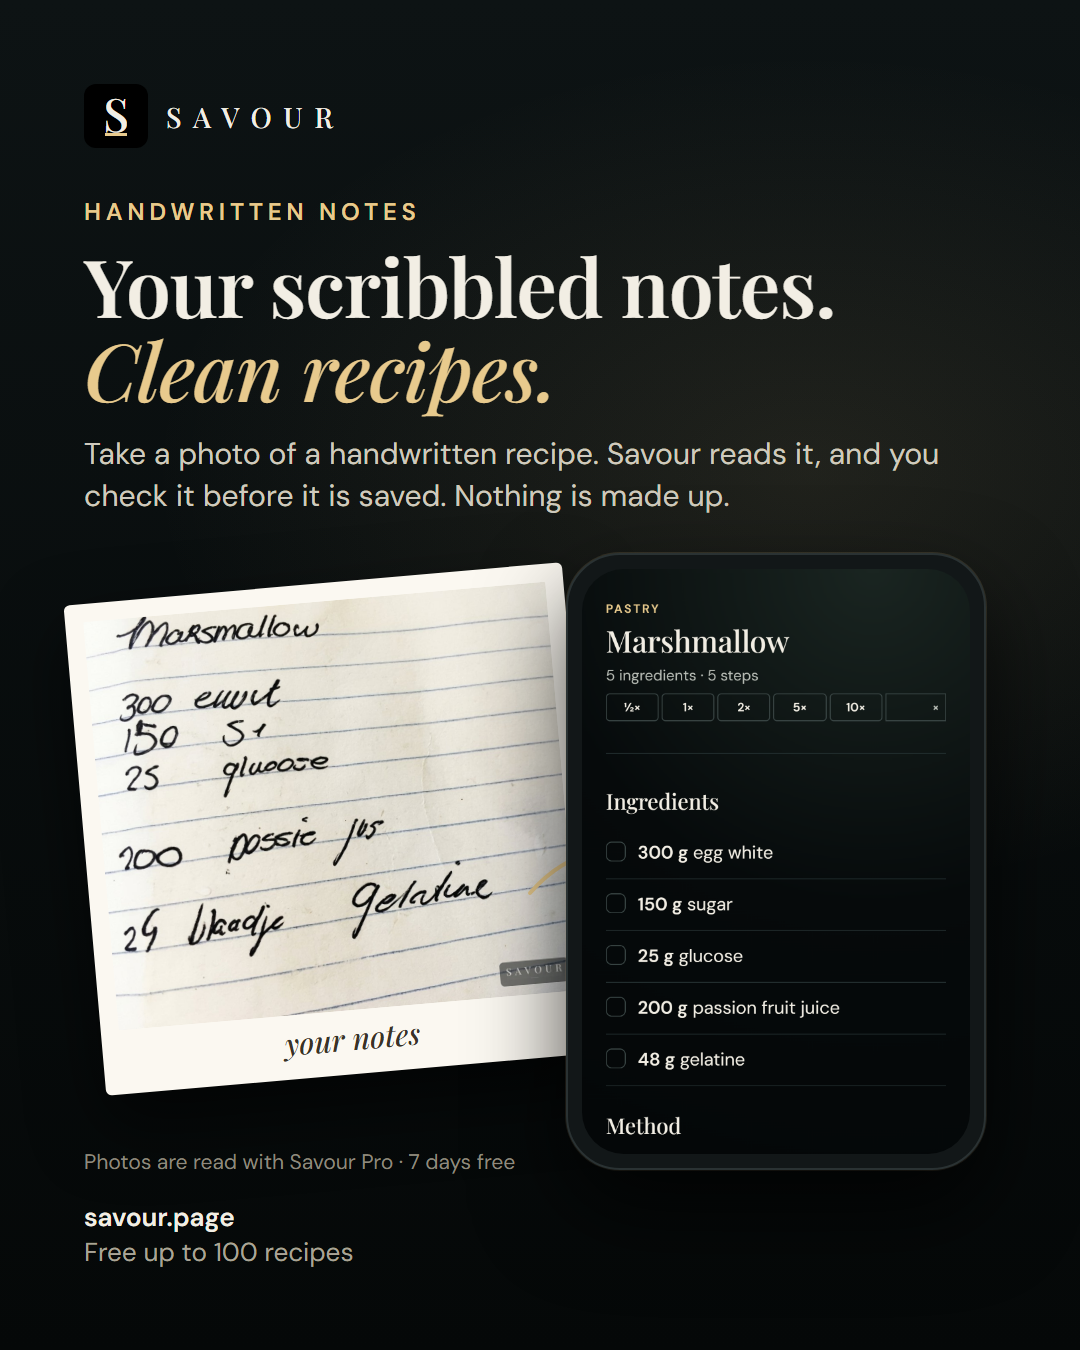 S SAVOUR
HANDWRITTEN NOTES
Your scribbled notes.
Clean recipes.
Take a photo of a handwritten recipe. Savour reads it, and you
check it before it is saved. Nothing is made up.
Marsmallow
300 eiwit
150 S+
25 glucose
200 passie jus
24 blaadje gelatine
SAVOUR
your notes
PASTRY
Marshmallow
5 ingredients · 5 steps
½× 1× 2× 5× 10× ×
Ingredients
300 g egg white
150 g sugar
25 g glucose
200 g passion fruit juice
48 g gelatine
Method
Photos are read with Savour Pro · 7 days free
savour.page
Free up to 100 recipes